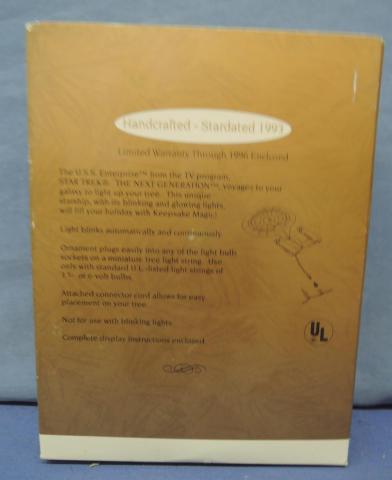 Handcrafted - Stardated 1993
Limited Warranty Through 1996 Enclosed
The U.S.S. Enterprise™ from the TV program,
STAR TREK®: THE NEXT GENERATION™, voyages to your
galaxy to light up your tree. This unique
starship, with its blinking and glowing lights,
will fill your holiday with Keepsake Magic!
Light blinks automatically and continuously.
Ornament plugs easily into any of the light bulb
sockets on a miniature tree light string. Use
only with standard U.L.-listed light strings of
or 6-volt bulbs.
Attached connector cord allows for easy
placement on your tree.
Not for use with blinking lights.
Complete display instructions enclosed.
UL